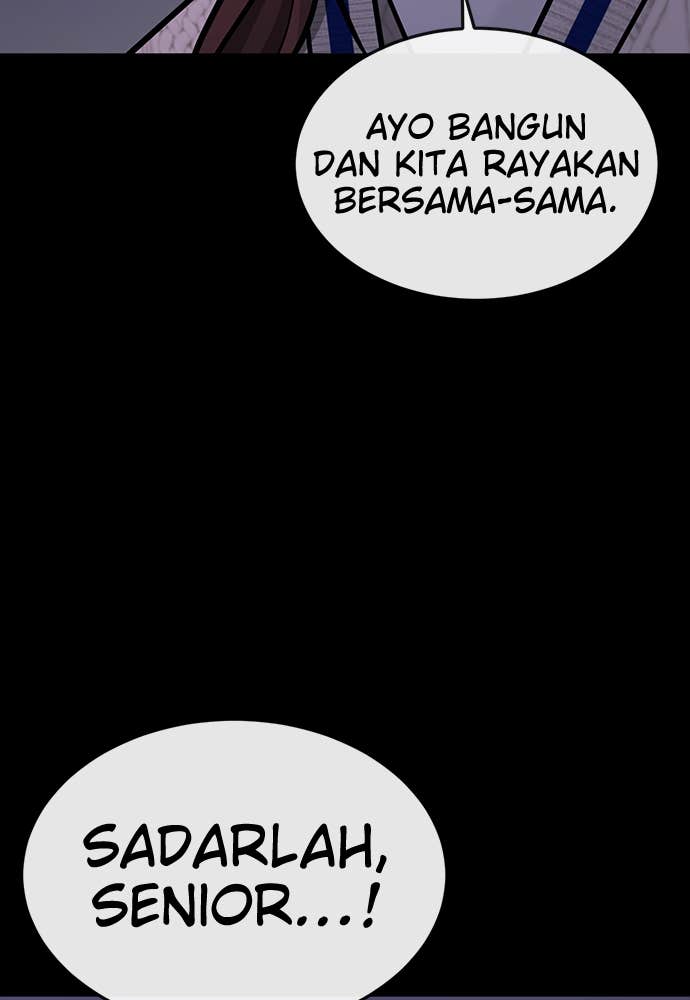 AYO BANGUN
DAN KITA RAYAKAN
BERSAMA-SAMA.
SADARLAH,
SENIOR...!